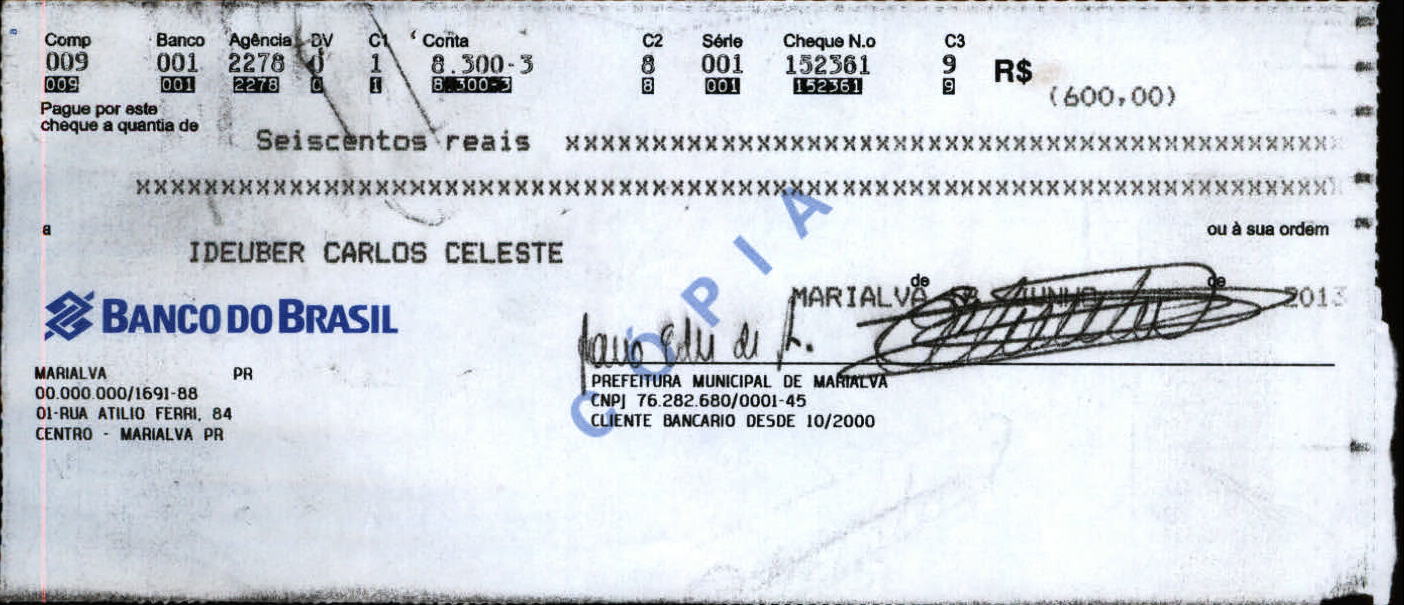 Comp Banco Agência DV C1 Conta C2 Série Cheque N.o C3
009 001 2278 0 1 8.300-3 8 001 152361 9 R$
009 001 2278 0 1 8.300-3 8 001 152361 9
(600,00)
Pague por este
cheque a quantia de
Seiscentos reais xxxxxxxxxxxxxxxxxxxxxxxxxxxxxxxxxxxxxxxxxxxxxxxxxxxxxxxx
xxxxxxxxxxxxxxxxxxxxxxxxxxxxxxxxxxxxxxxxxxxxxxxxxxxxxxxxxxxxxxxxxxxxxxxxxxxxxxxx
a ou à sua ordem
IDEUBER CARLOS CELESTE
CÓPIA
de de
MARIALVA JUNHO 2013
BANCO DO BRASIL
MARIALVA PR
00.000.000/1691-88
01-RUA ATILIO FERRI, 84
CENTRO - MARIALVA PR
PREFEITURA MUNICIPAL DE MARIALVA
CNPJ 76.282.680/0001-45
CLIENTE BANCARIO DESDE 10/2000